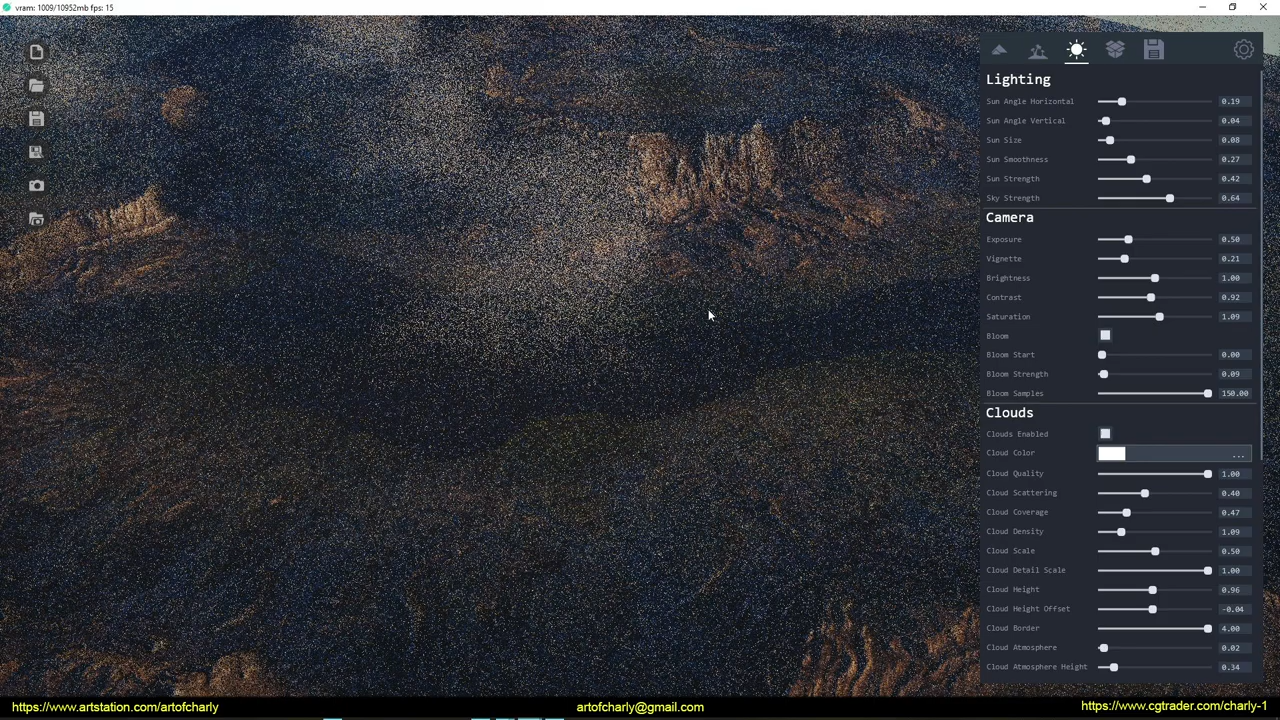 vram: 1009/10952mb fps: 15
Lighting
Sun Angle Horizontal 0.19
Sun Angle Vertical 0.04
Sun Size 0.08
Sun Smoothness 0.27
Sun Strength 0.42
Sky Strength 0.64
Camera
Exposure 0.50
Vignette 0.21
Brightness 1.00
Contrast 0.92
Saturation 1.09
Bloom
Bloom Start 0.00
Bloom Strength 0.09
Bloom Samples 150.00
Clouds
Clouds Enabled
Cloud Color ...
Cloud Quality 1.00
Cloud Scattering 0.40
Cloud Coverage 0.47
Cloud Density 1.09
Cloud Scale 0.50
Cloud Detail Scale 1.00
Cloud Height 0.96
Cloud Height Offset -0.04
Cloud Border 4.00
Cloud Atmosphere 0.02
Cloud Atmosphere Height 0.34
https://www.artstation.com/artofcharly artofcharly@gmail.com https://www.cgtrader.com/charly-1